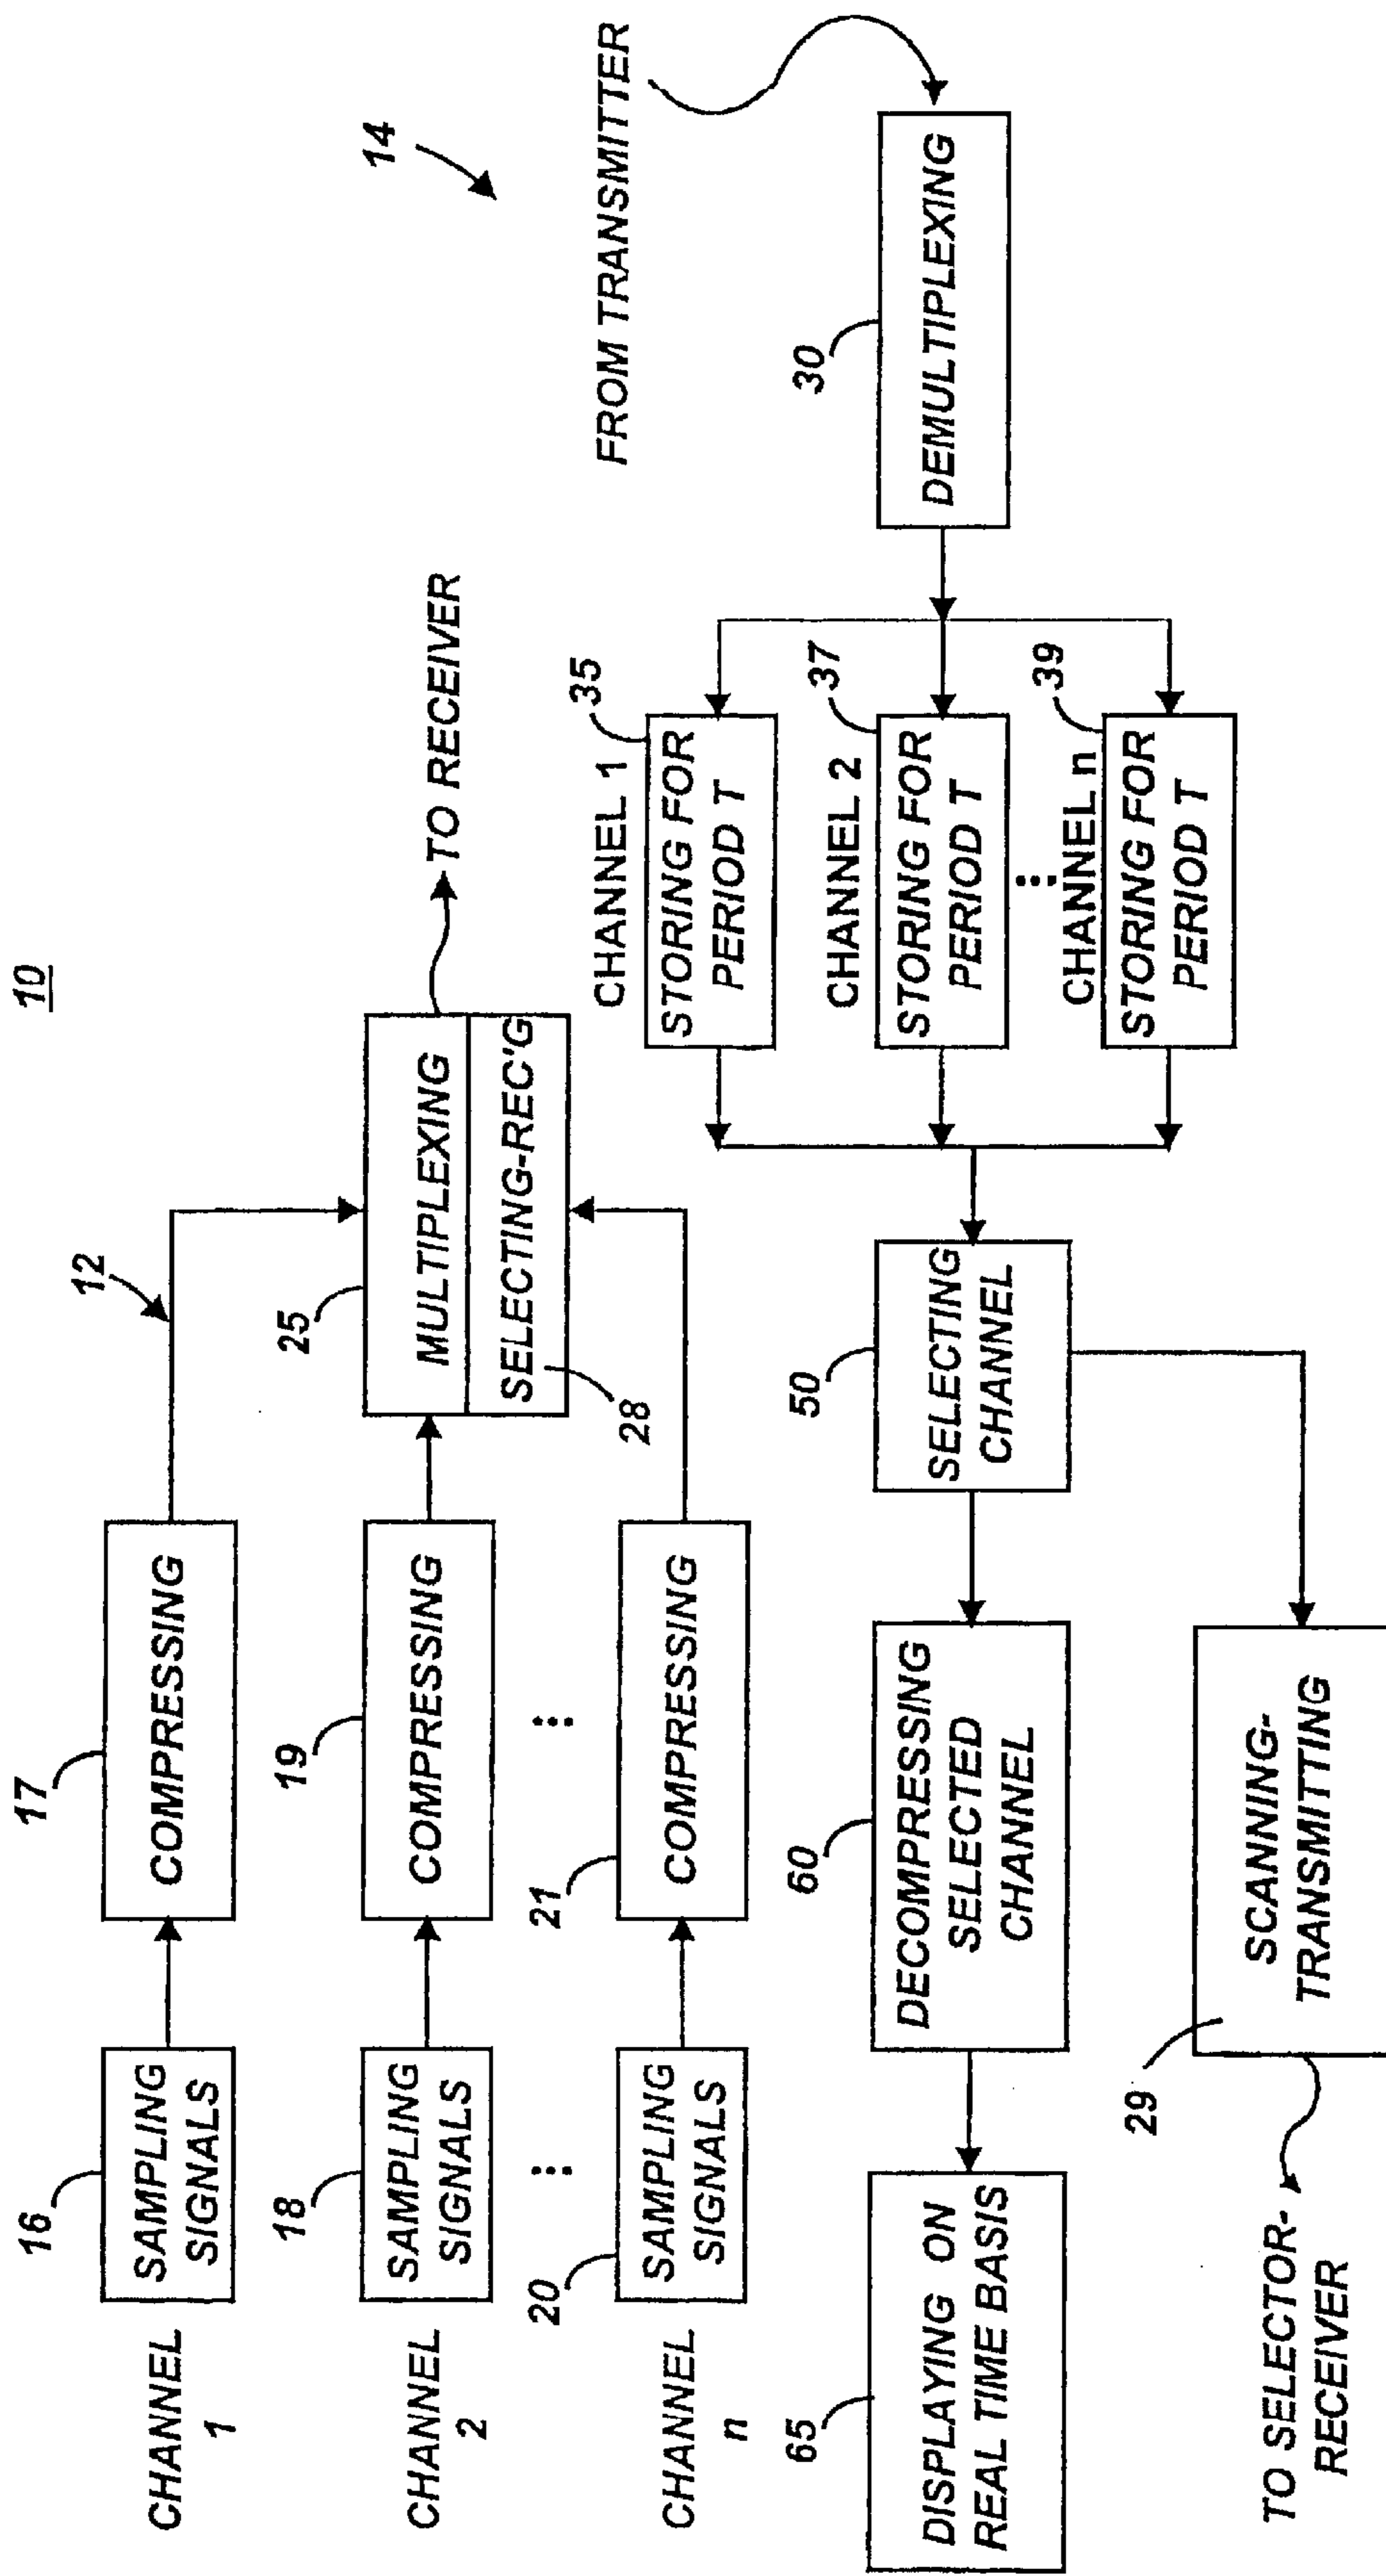 10
12
17
16
CHANNEL
1
SAMPLING
SIGNALS
COMPRESSING
25
MULTIPLEXING
TO RECEIVER
SELECTING-REC'G
28
18
19
CHANNEL
2
SAMPLING
SIGNALS
COMPRESSING
20
21
CHANNEL
n
SAMPLING
SIGNALS
COMPRESSING
14
FROM TRANSMITTER
30
DEMULTIPLEXING
CHANNEL 1
35
STORING FOR
PERIOD T
CHANNEL 2
37
STORING FOR
PERIOD T
CHANNEL n
39
STORING FOR
PERIOD T
50
SELECTING
CHANNEL
60
DECOMPRESSING
SELECTED
CHANNEL
65
DISPLAYING ON
REAL TIME BASIS
29
SCANNING-
TRANSMITTING
TO SELECTOR-
RECEIVER